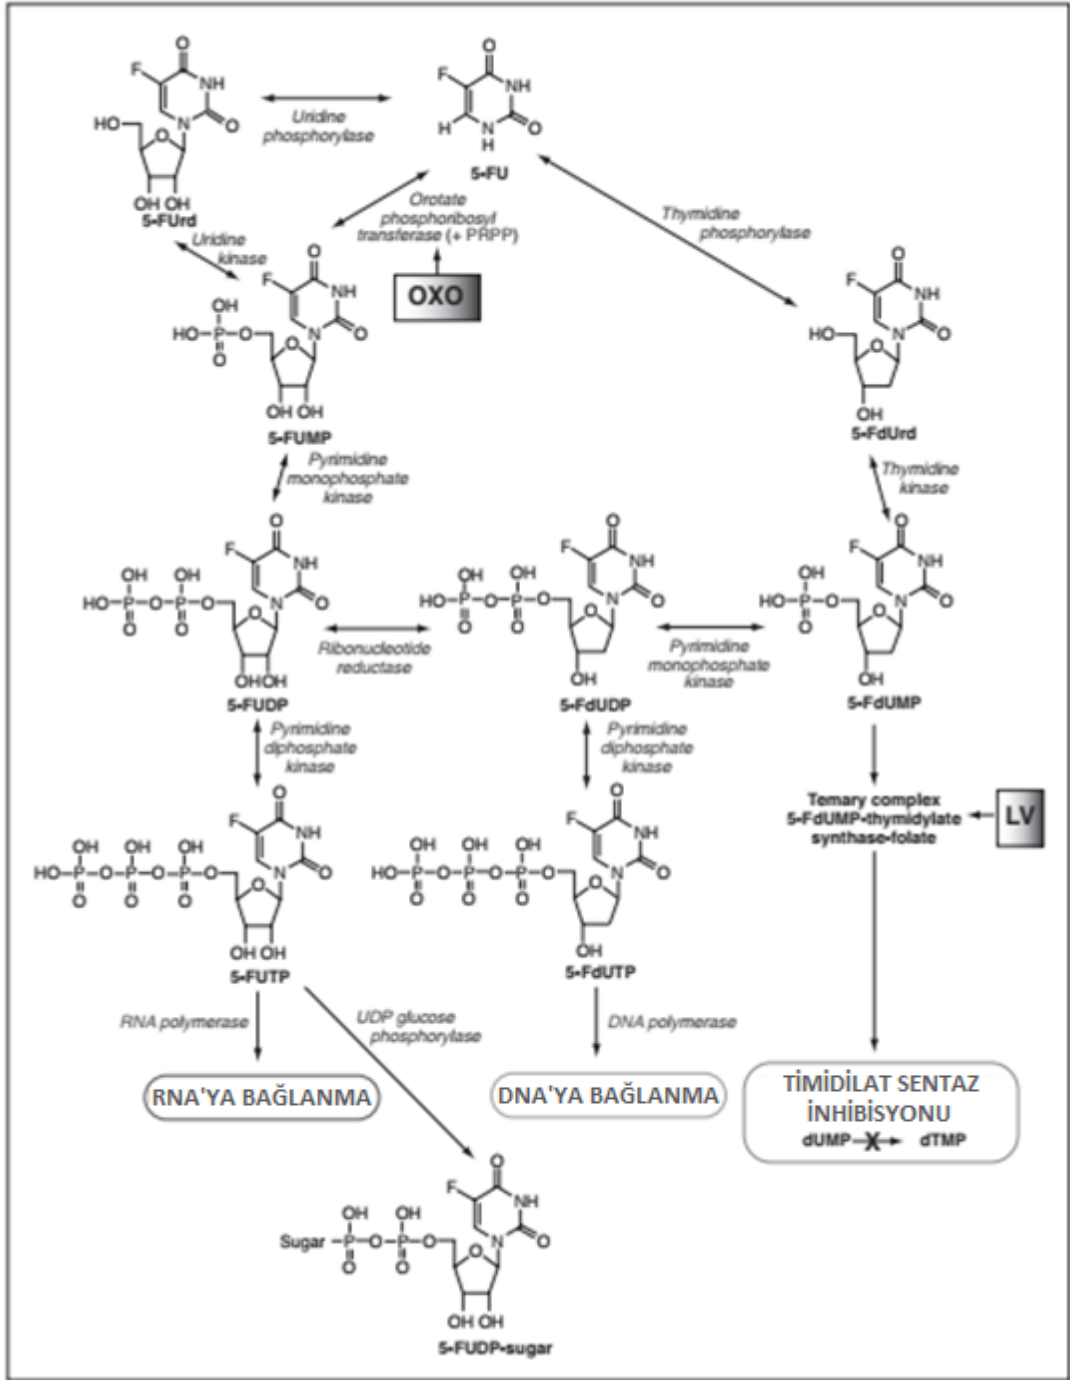 5-FU
Uridine
phosphorylase
5-FUrd
Orotate
phosphoribosyl
transferase (+ PRPP)
Thymidine
phosphorylase
Uridine
kinase
OXO
5-FUMP
5-FdUrd
Pyrimidine
monophosphate
kinase
Thymidine
kinase
Ribonucleotide
reductase
Pyrimidine
monophosphate
kinase
5-FUDP
5-FdUDP
5-FdUMP
Pyrimidine
diphosphate
kinase
Pyrimidine
diphosphate
kinase
Temary complex
5-FdUMP-thymidylate
synthase-folate
LV
5-FUTP
5-FdUTP
RNA polymerase
UDP glucose
phosphorylase
DNA polymerase
RNA'YA BAĞLANMA
DNA'YA BAĞLANMA
TİMİDİLAT SENTAZ
İNHİBİSYONU
dUMP X dTMP
Sugar
5-FUDP-sugar